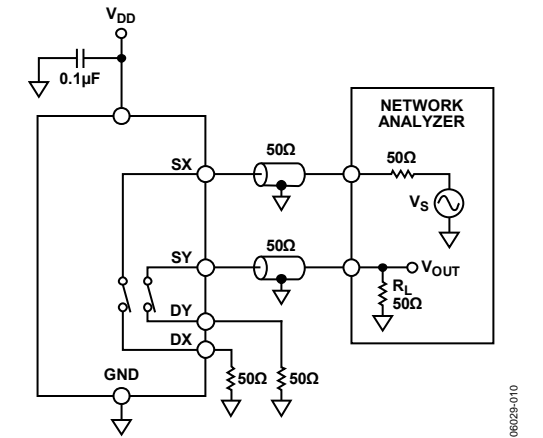 VDD
0.1µF
NETWORK
ANALYZER
50Ω
50Ω
SX
VS
50Ω
SY
VOUT
RL
50Ω
DY
DX
GND
50Ω
50Ω
06029-010